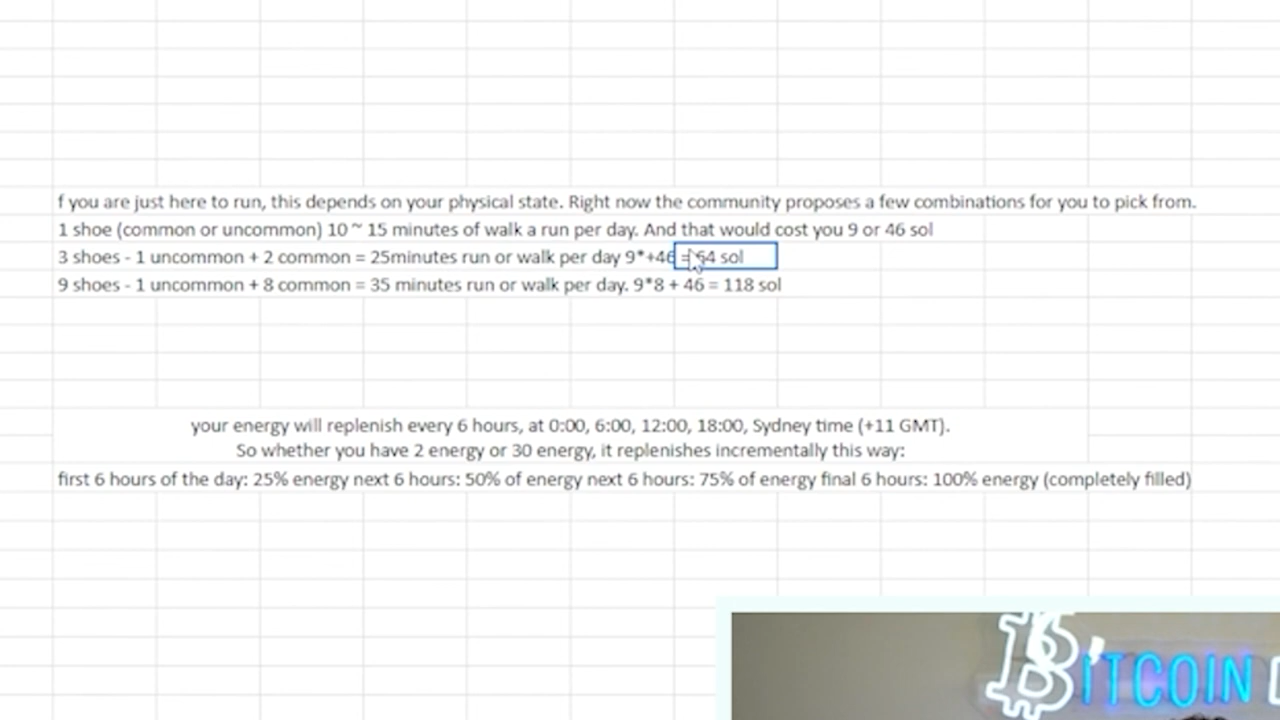 f you are just here to run, this depends on your physical state. Right now the community proposes a few combinations for you to pick from.
1 shoe (common or uncommon) 10 ~ 15 minutes of walk a run per day. And that would cost you 9 or 46 sol
3 shoes - 1 uncommon + 2 common = 25minutes run or walk per day 9*+46 = 64 sol
9 shoes - 1 uncommon + 8 common = 35 minutes run or walk per day. 9*8 + 46 = 118 sol
your energy will replenish every 6 hours, at 0:00, 6:00, 12:00, 18:00, Sydney time (+11 GMT).
So whether you have 2 energy or 30 energy, it replenishes incrementally this way:
first 6 hours of the day: 25% energy next 6 hours: 50% of energy next 6 hours: 75% of energy final 6 hours: 100% energy (completely filled)
BITCOIN